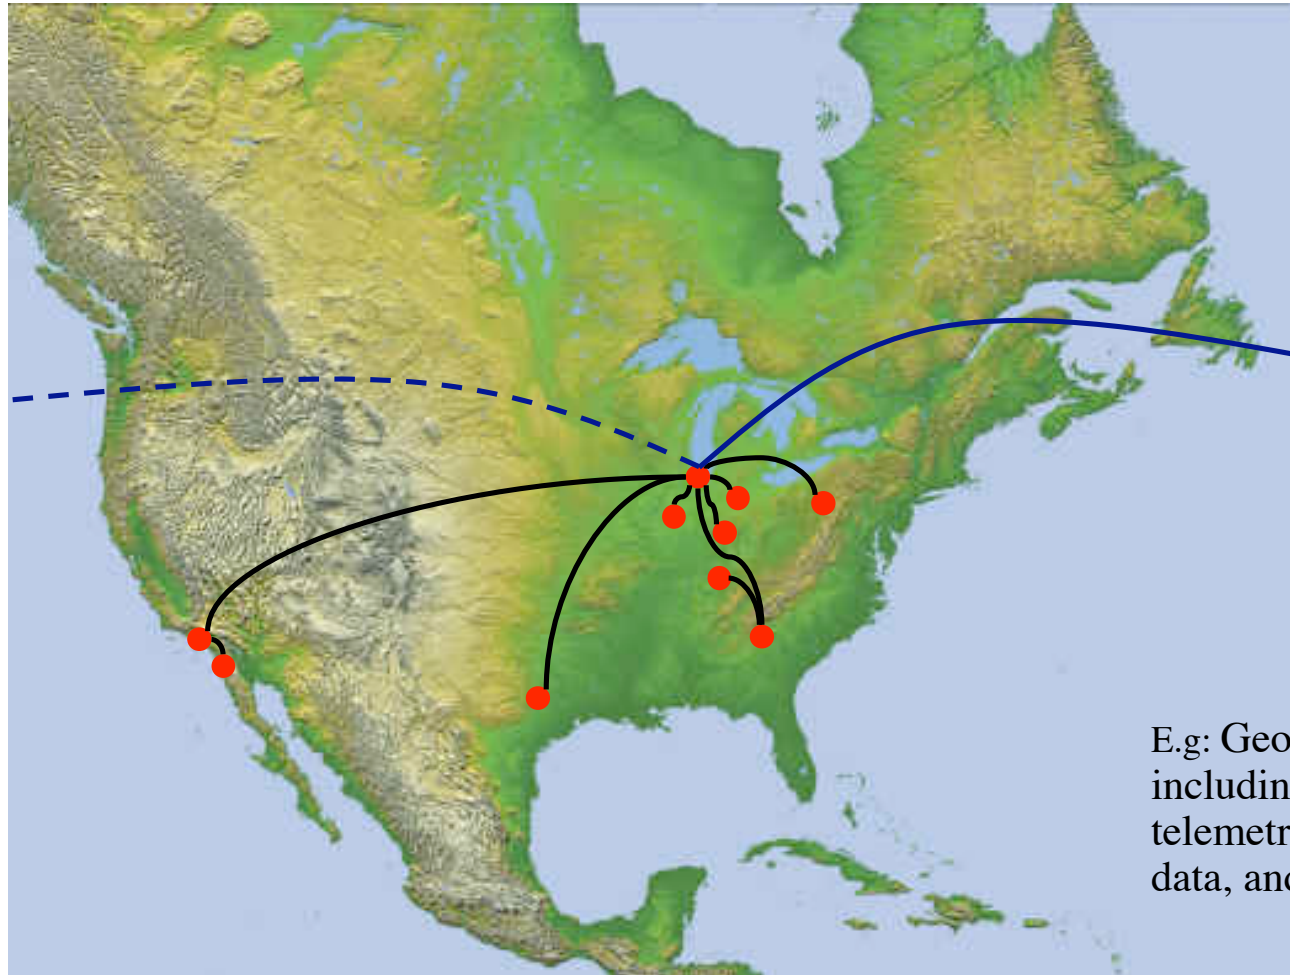 E.g: Geo
includin
telemetr
data, and